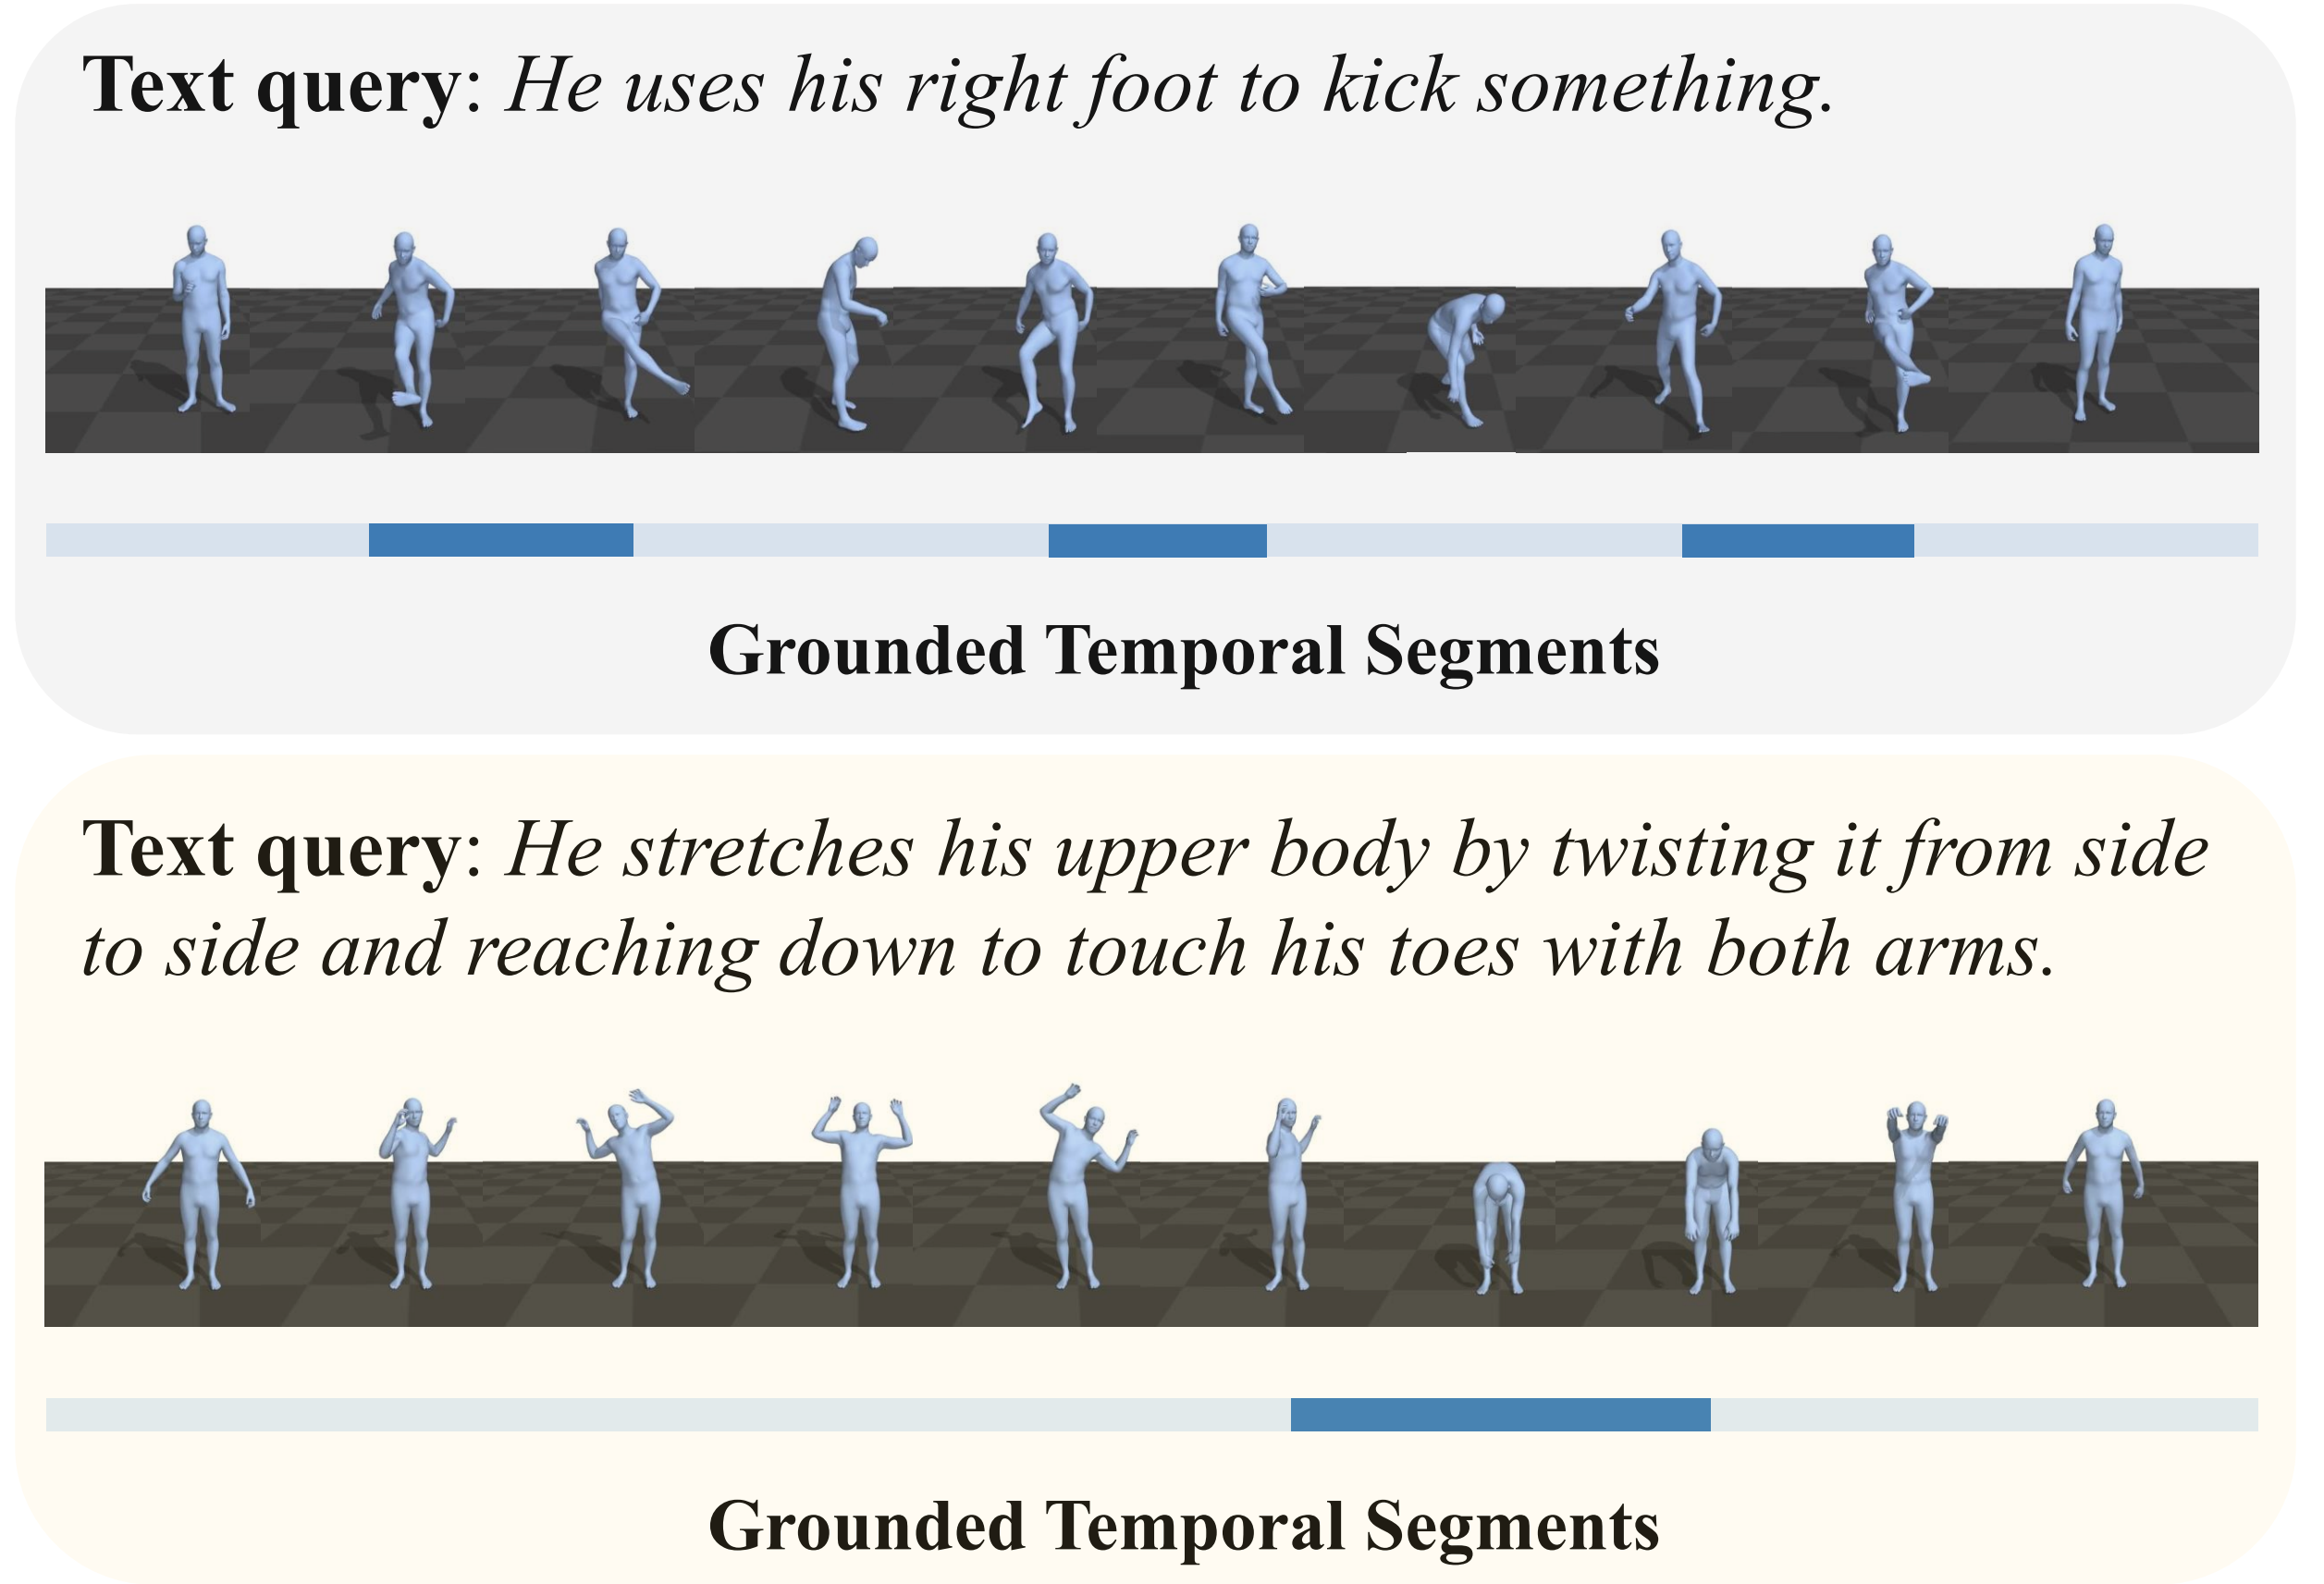 Text query: He uses his right foot to kick something.
Grounded Temporal Segments
Text query: He stretches his upper body by twisting it from side
to side and reaching down to touch his toes with both arms.
Grounded Temporal Segments